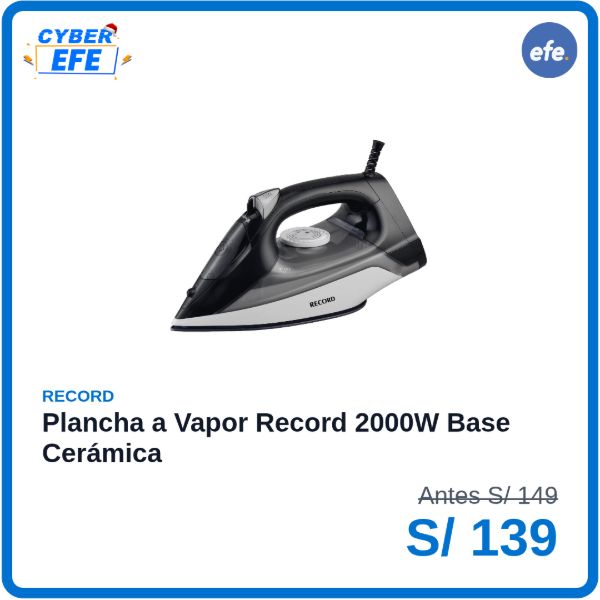 CYBER
EFE
efe.
RECORD
RECORD
Plancha a Vapor Record 2000W Base
Cerámica
Antes S/ 149
S/ 139